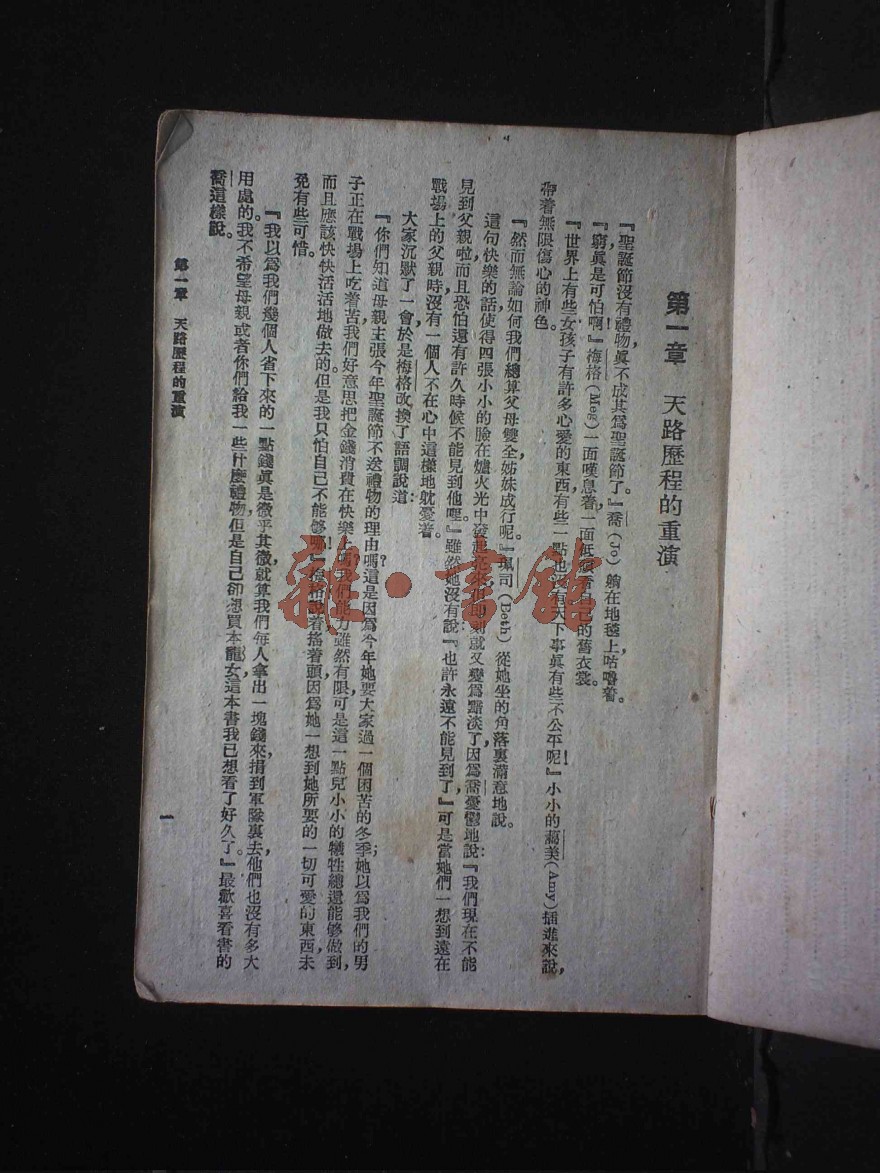 第一章　天路歷程的重演
『聖誕節沒有禮物，眞不成其爲聖誕節了。』喬(Jo)躺在地毯上咕嚕着。
『窮眞是可怕啊！』梅格(Meg)一面嘆息着，一面低頭看自己的舊衣裳。
『世界上有些女孩子有許多心愛的東西，有些一點也沒有，天下事眞有些不公平呢！』小小的藹美(Amy)插進來說，
帶着無限傷心的神色。
『然而無論如何，我們總算父母雙全，姊妹成行呢。』珮司(Beth)從她坐的角落裏滿意地說。
這句快樂的話，使得四張小小的臉在爐火光中發起亮來，但卽刻就又變爲黯淡了，因爲喬憂鬱地說：『我們現在不能
見到父親啦，而且恐怕還有許久時候不能見到他哩。』雖然她沒有說：『也許永遠不能見到了，』可是當她們一想到遠在
戰場上的父親時，沒有一個人不在心中這樣地躭憂着。
大家沉默了一會，於是梅格改換了語調說道：
『你們知道母親主張今年聖誕節不送禮物的理由嗎？這是因爲今年她要大家過一個困苦的冬季；她以爲我們的男
子正在戰場上吃着苦，我們好意思把金錢消費在快樂上嗎？我們能力雖然有限，可是這一點兒小小的犧牲總還能够做到，
而且應該快快活活地做去的。但是我只怕自己不能够哪！』梅格說着搖着頭，因爲她一想到她所要的一切可愛的東西，未
免有些可惜。
『我以爲我們幾個人省下來的一點錢眞是微乎其微，就算我們每人拿出一塊錢來捐到軍隊裏去，他們也沒有多大
用處的。我不希望母親或者你們給我一些什麼禮物，但是自己卻想買本龍女，這本書我已想看了好久了。』最歡喜看書的
喬這樣說。
第一章　天路歷程的重演
一
雜·書館